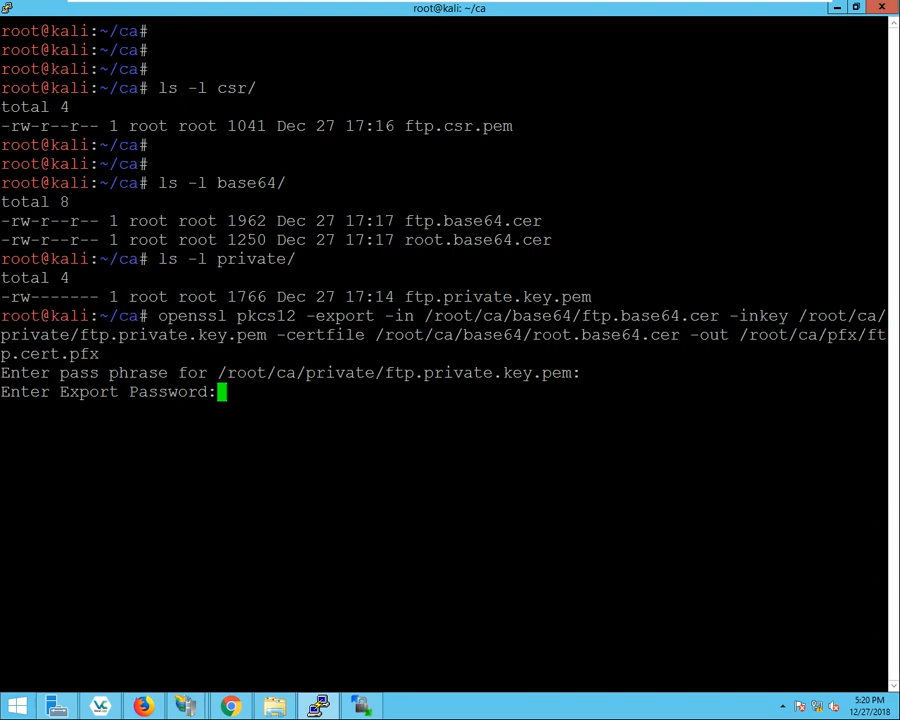 root@kali: ~/ca
root@kali:~/ca#
root@kali:~/ca#
root@kali:~/ca#
root@kali:~/ca# ls -l csr/
total 4
-rw-r--r-- 1 root root 1041 Dec 27 17:16 ftp.csr.pem
root@kali:~/ca#
root@kali:~/ca#
root@kali:~/ca# ls -l base64/
total 8
-rw-r--r-- 1 root root 1962 Dec 27 17:17 ftp.base64.cer
-rw-r--r-- 1 root root 1250 Dec 27 17:17 root.base64.cer
root@kali:~/ca# ls -l private/
total 4
-rw------- 1 root root 1766 Dec 27 17:14 ftp.private.key.pem
root@kali:~/ca# openssl pkcs12 -export -in /root/ca/base64/ftp.base64.cer -inkey /root/ca/
private/ftp.private.key.pem -certfile /root/ca/base64/root.base64.cer -out /root/ca/pfx/ft
p.cert.pfx
Enter pass phrase for /root/ca/private/ftp.private.key.pem:
Enter Export Password:
VC
5:20 PM
12/27/2018